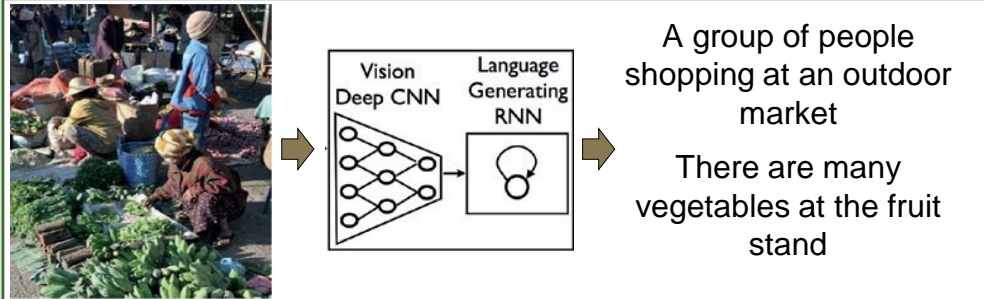 Vision
Deep CNN
Language
Generating
RNN
A group of people
shopping at an outdoor
market
There are many
vegetables at the fruit
stand